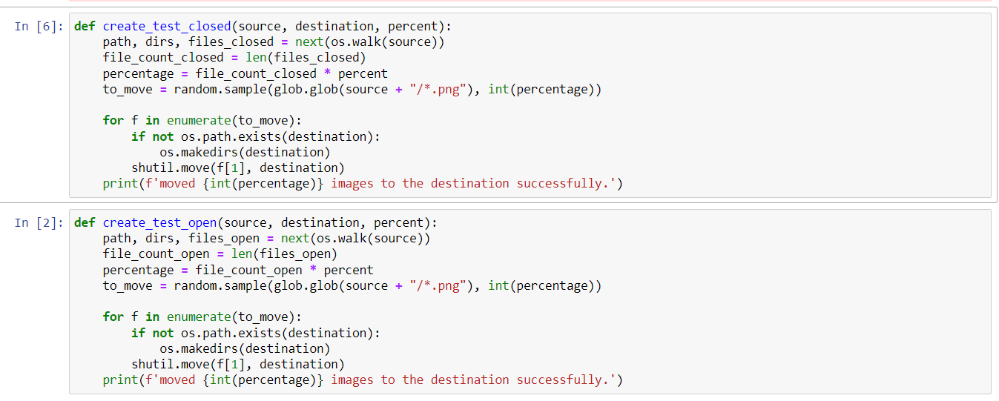 In [6]: def create_test_closed(source, destination, percent):
    path, dirs, files_closed = next(os.walk(source))
    file_count_closed = len(files_closed)
    percentage = file_count_closed * percent
    to_move = random.sample(glob.glob(source + "/*.png"), int(percentage))
    for f in enumerate(to_move):
        if not os.path.exists(destination):
            os.makedirs(destination)
        shutil.move(f[1], destination)
    print(f'moved {int(percentage)} images to the destination successfully.')
In [2]: def create_test_open(source, destination, percent):
    path, dirs, files_open = next(os.walk(source))
    file_count_open = len(files_open)
    percentage = file_count_open * percent
    to_move = random.sample(glob.glob(source + "/*.png"), int(percentage))
    for f in enumerate(to_move):
        if not os.path.exists(destination):
            os.makedirs(destination)
        shutil.move(f[1], destination)
    print(f'moved {int(percentage)} images to the destination successfully.')